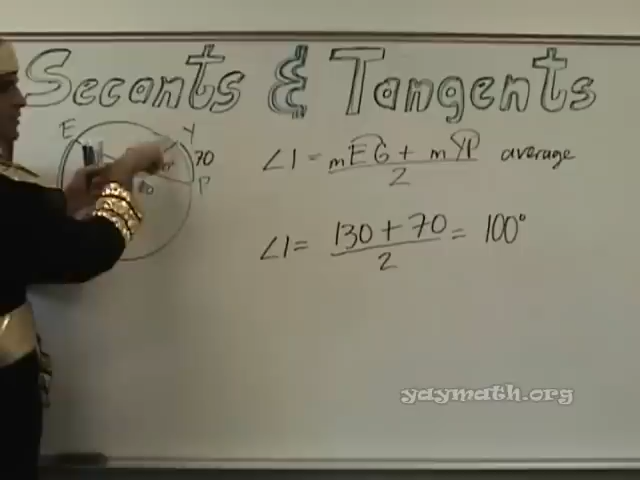 Secants & Tangents
E
Y
70
P
80
∠1 = mEG + mYP average
2
∠1 = 130 + 70 = 100°
2
yaymath.org